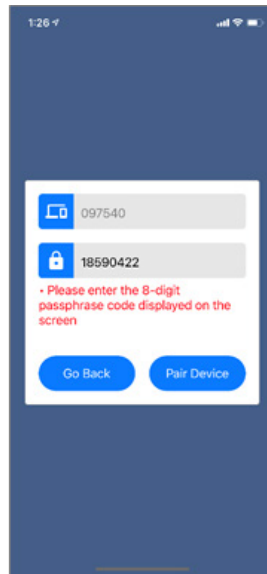 1:26
097540
18590422
• Please enter the 8-digit
passphrase code displayed on the
screen
Go Back
Pair Device